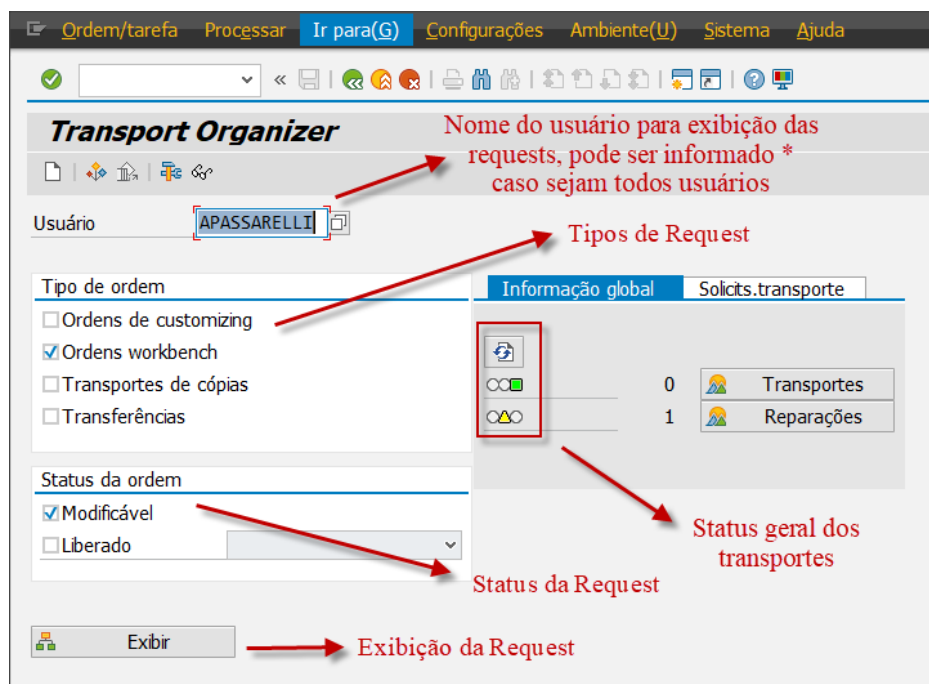 Ordem/tarefa Processar Ir para(G) Configurações Ambiente(U) Sistema Ajuda
Transport Organizer
Nome do usuário para exibição das
requests, pode ser informado *
caso sejam todos usuários
Usuário APASSARELLI
Tipos de Request
Tipo de ordem
Informação global Solicits.transporte
Ordens de customizing
Ordens workbench
Transportes de cópias
0 Transportes
Transferências
1 Reparações
Status da ordem
Modificável
Liberado
Status geral dos
transportes
Status da Request
Exibir
Exibição da Request